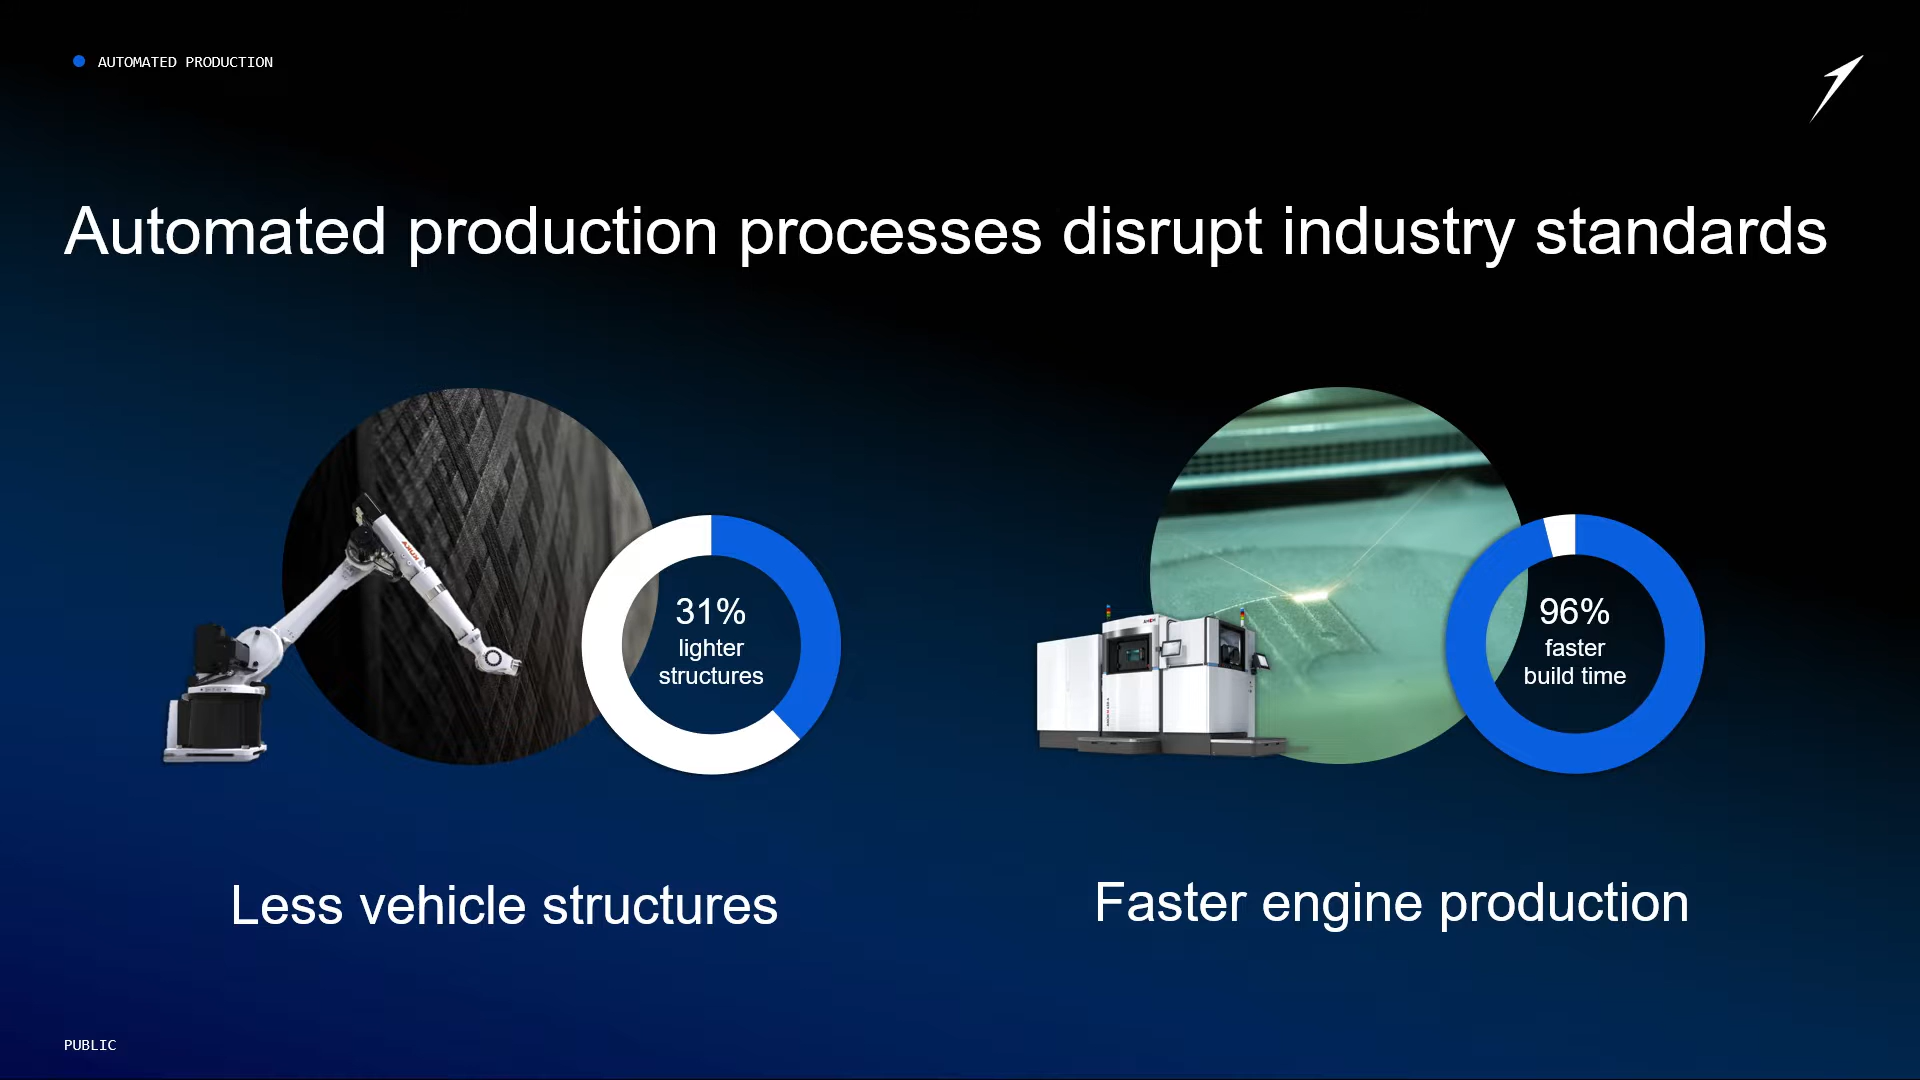 AUTOMATED PRODUCTION
Automated production processes disrupt industry standards
31%
lighter
structures
96%
faster
build time
Less vehicle structures
Faster engine production
PUBLIC